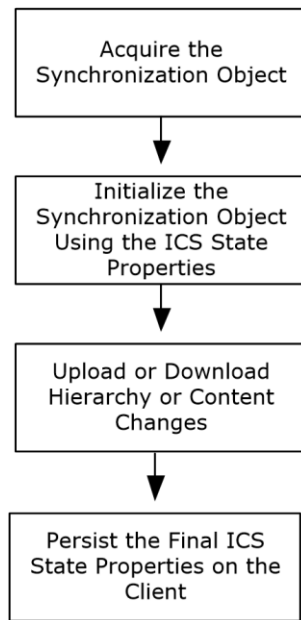 Acquire the
Synchronization Object
Initialize the
Synchronization Object
Using the ICS State
Properties
Upload or Download
Hierarchy or Content
Changes
Persist the Final ICS
State Properties on the
Client